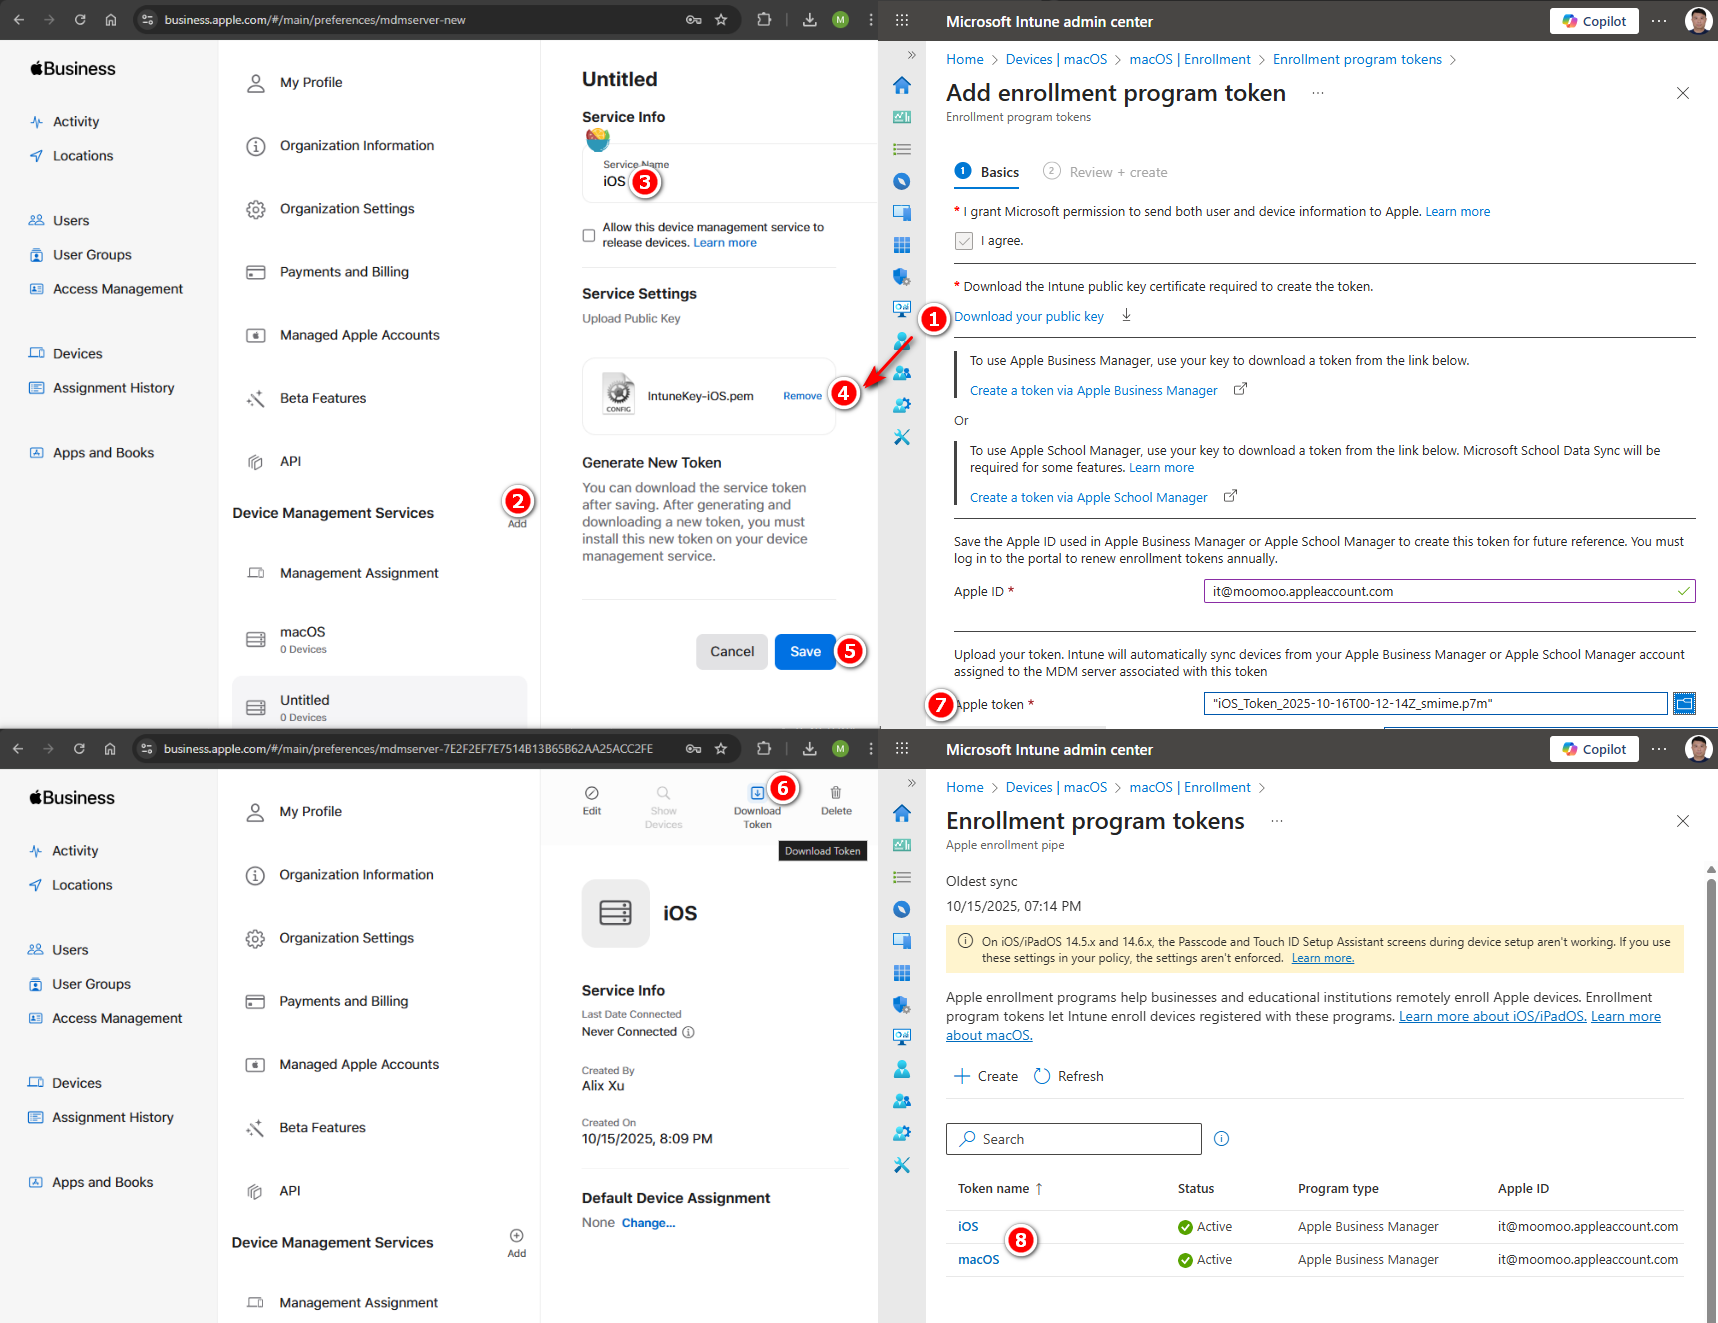 business.apple.com/#/main/preferences/mdmserver-new
M
Business
Activity
Locations
Users
User Groups
Access Management
Devices
Assignment History
Apps and Books
My Profile
Organization Information
Organization Settings
Payments and Billing
Managed Apple Accounts
Beta Features
API
Device Management Services
2
Add
Management Assignment
macOS
0 Devices
Untitled
0 Devices
Untitled
Service Info
Service Name
iOS
3
Allow this device management service to
release devices. Learn more
Service Settings
Upload Public Key
CONFIG
IntuneKey-iOS.pem
Remove
4
Generate New Token
You can download the service token
after saving. After generating and
downloading a new token, you must
install this new token on your device
management service.
Cancel
Save
5
Microsoft Intune admin center
Copilot
Home > Devices | macOS > macOS | Enrollment > Enrollment program tokens >
Add enrollment program token
Enrollment program tokens
1 Basics
2 Review + create
* I grant Microsoft permission to send both user and device information to Apple. Learn more
I agree.
* Download the Intune public key certificate required to create the token.
1
Download your public key
To use Apple Business Manager, use your key to download a token from the link below.
Create a token via Apple Business Manager
Or
To use Apple School Manager, use your key to download a token from the link below. Microsoft School Data Sync will be
required for some features. Learn more
Create a token via Apple School Manager
Save the Apple ID used in Apple Business Manager or Apple School Manager to create this token for future reference. You must
log in to the portal to renew enrollment tokens annually.
Apple ID *
it@moomoo.appleaccount.com
Upload your token. Intune will automatically sync devices from your Apple Business Manager or Apple School Manager account
assigned to the MDM server associated with this token
7
Apple token *
"iOS_Token_2025-10-16T00-12-14Z_smime.p7m"
business.apple.com/#/main/preferences/mdmserver-7E2F2EF7E7514B13B65B62AA25ACC2FE
M
Business
Activity
Locations
Users
User Groups
Access Management
Devices
Assignment History
Apps and Books
My Profile
Organization Information
Organization Settings
Payments and Billing
Managed Apple Accounts
Beta Features
API
Device Management Services
Add
Management Assignment
Edit
Show
Devices
Download
Token
6
Delete
Download Token
iOS
Service Info
Last Date Connected
Never Connected
Created By
Alix Xu
Created On
10/15/2025, 8:09 PM
Default Device Assignment
None Change...
Microsoft Intune admin center
Copilot
Home > Devices | macOS > macOS | Enrollment >
Enrollment program tokens
Apple enrollment pipe
Oldest sync
10/15/2025, 07:14 PM
On iOS/iPadOS 14.5.x and 14.6.x, the Passcode and Touch ID Setup Assistant screens during device setup aren't working. If you use
these settings in your policy, the settings aren't enforced. Learn more.
Apple enrollment programs help businesses and educational institutions remotely enroll Apple devices. Enrollment
program tokens let Intune enroll devices registered with these programs. Learn more about iOS/iPadOS. Learn more
about macOS.
Create
Refresh
Search
Token name ↑ Status Program type Apple ID
iOS Active Apple Business Manager it@moomoo.appleaccount.com
8
macOS Active Apple Business Manager it@moomoo.appleaccount.com